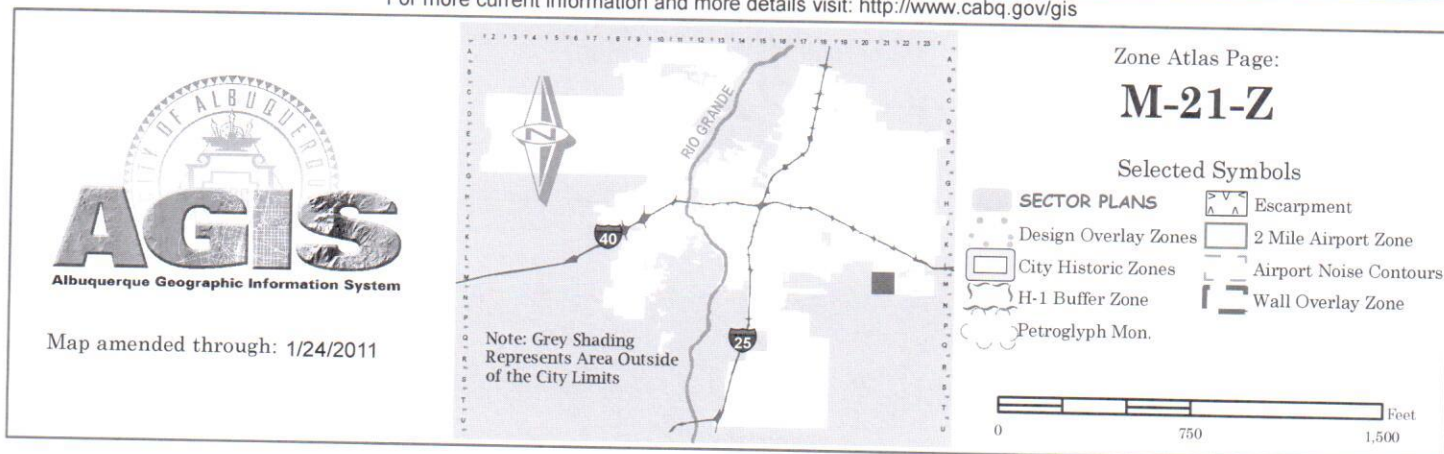 For more current information and more details visit: http://www.cabq.gov/gis
CITY OF ALBUQUERQUE
AGIS
Albuquerque Geographic Information System
Map amended through: 1/24/2011
RIO GRANDE
N
40
25
Note: Grey Shading
Represents Area Outside
of the City Limits
Zone Atlas Page:
M-21-Z
Selected Symbols
SECTOR PLANS
Design Overlay Zones
City Historic Zones
H-1 Buffer Zone
Petroglyph Mon.
Escarpment
2 Mile Airport Zone
Airport Noise Contours
Wall Overlay Zone
0 750 1,500 Feet